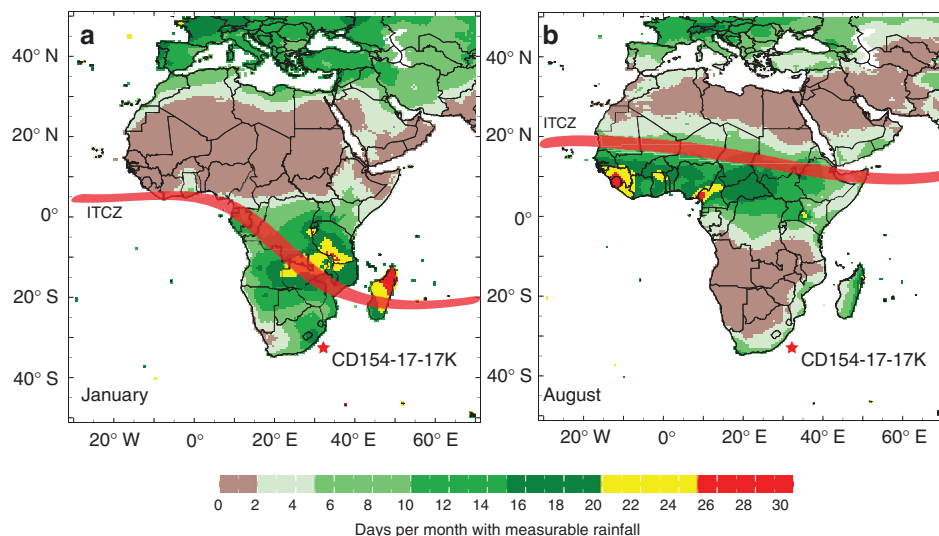 a
b
40° N
20° N
0°
20° S
40° S
ITCZ
CD154-17-17K
January
20° W 0° 20° E 40° E 60° E
40° N
20° N
0°
20° S
40° S
ITCZ
CD154-17-17K
August
20° W 0° 20° E 40° E 60° E
0 2 4 6 8 10 12 14 16 18 20 22 24 26 28 30
Days per month with measurable rainfall